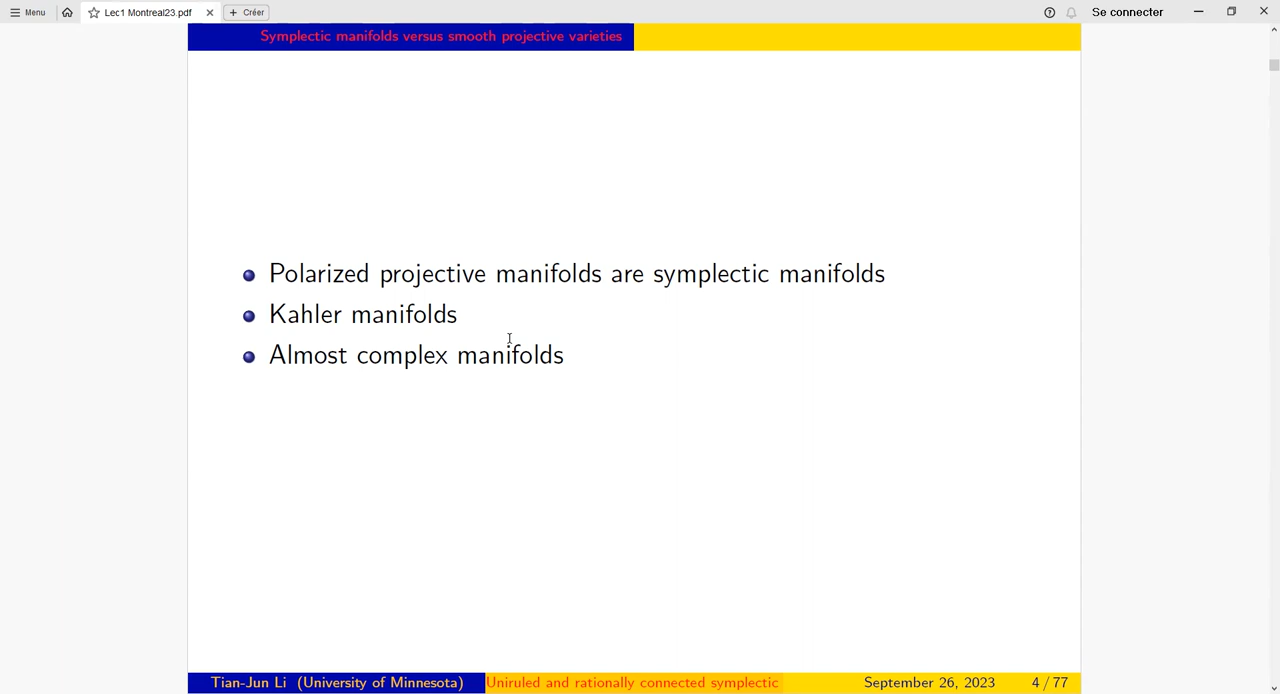 Menu
Lec1 Montreal23.pdf
+ Créer
Se connecter
Symplectic manifolds versus smooth projective varieties
Polarized projective manifolds are symplectic manifolds
Kahler manifolds
Almost complex manifolds
Tian-Jun Li (University of Minnesota)
Uniruled and rationally connected symplectic
September 26, 2023
4 / 77